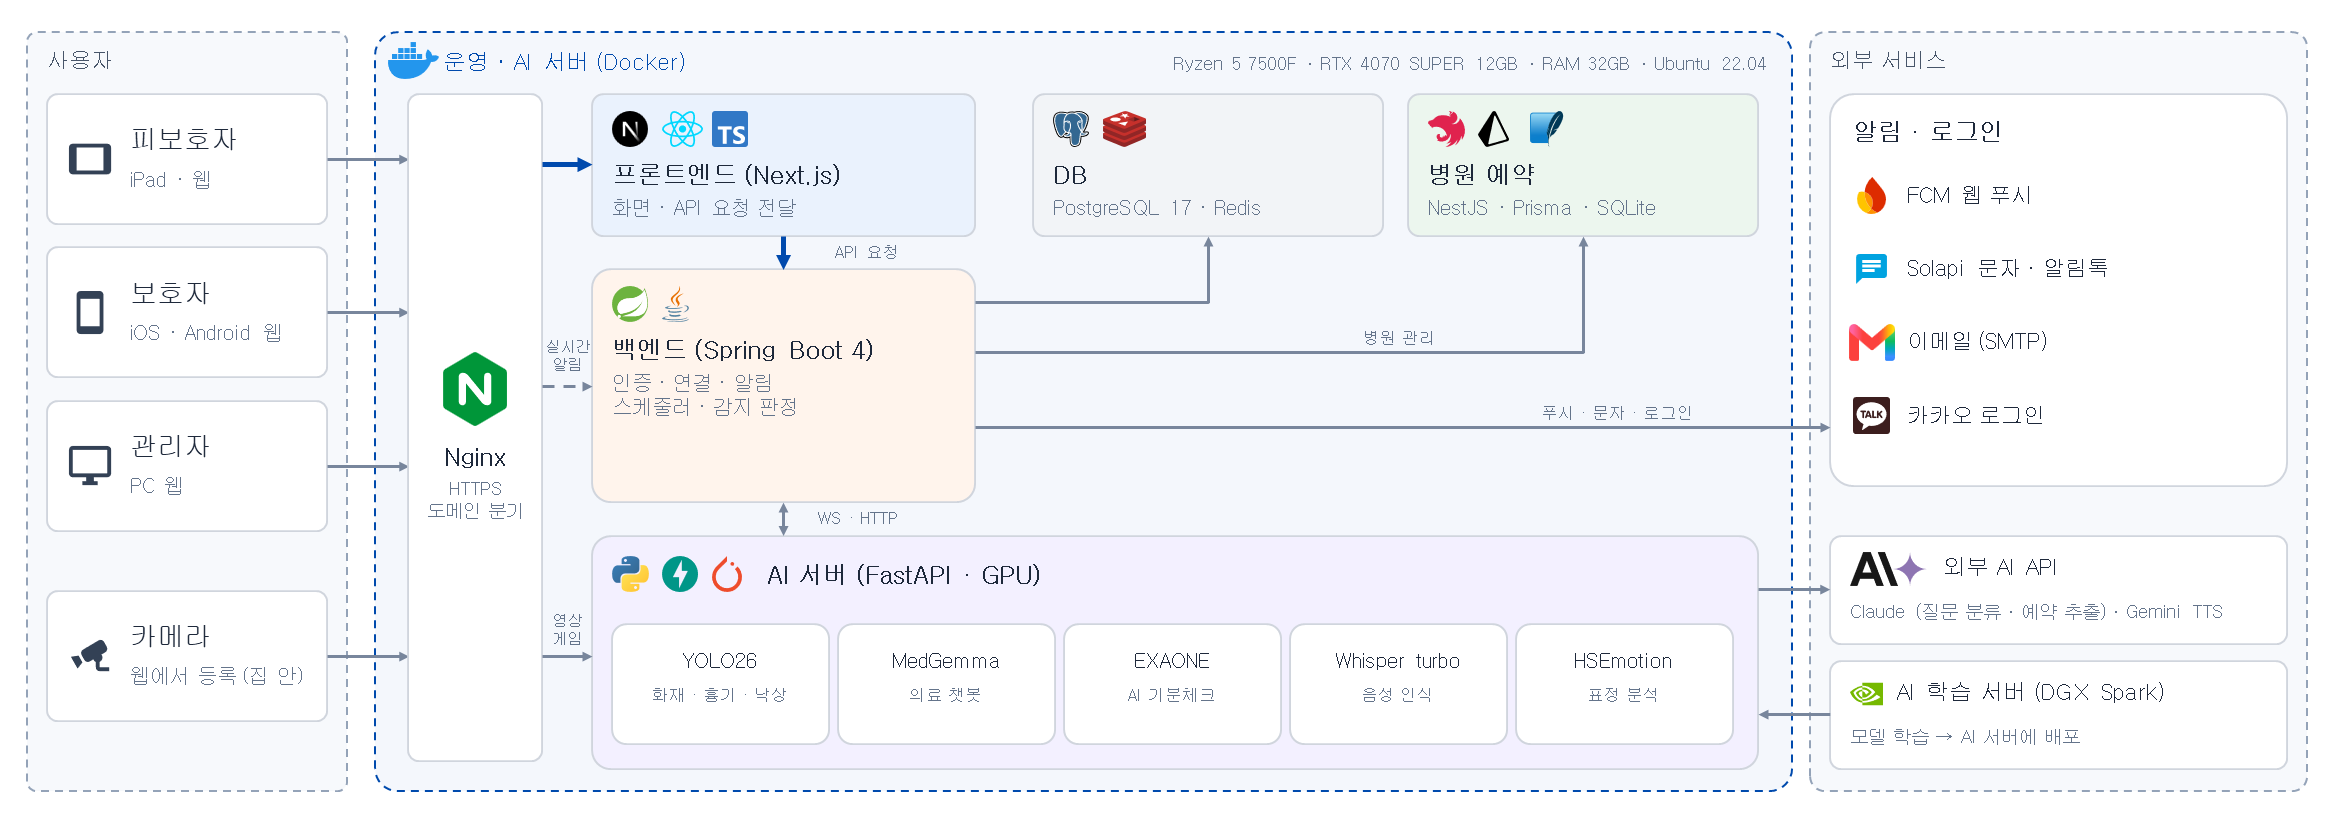 사용자
피보호자
iPad · 웹
보호자
iOS · Android 웹
관리자
PC 웹
카메라
웹에서 등록 (집 안)
운영 · AI 서버 (Docker)
Ryzen 5 7500F · RTX 4070 SUPER 12GB · RAM 32GB · Ubuntu 22.04
Nginx
HTTPS
도메인 분기
TS
프론트엔드 (Next.js)
화면 · API 요청 전달
API 요청
DB
PostgreSQL 17 · Redis
병원 예약
NestJS · Prisma · SQLite
실시간
알림
백엔드 (Spring Boot 4)
인증 · 연결 · 알림
스케줄러 · 감지 판정
병원 관리
푸시 · 문자 · 로그인
WS · HTTP
영상
게임
AI 서버 (FastAPI · GPU)
YOLO26
화재 · 흉기 · 낙상
MedGemma
의료 챗봇
EXAONE
AI 기분체크
Whisper turbo
음성 인식
HSEmotion
표정 분석
외부 서비스
알림 · 로그인
FCM 웹 푸시
Solapi 문자 · 알림톡
이메일 (SMTP)
TALK
카카오 로그인
외부 AI API
Claude (질문 분류 · 예약 추출) · Gemini TTS
AI 학습 서버 (DGX Spark)
모델 학습 → AI 서버에 배포